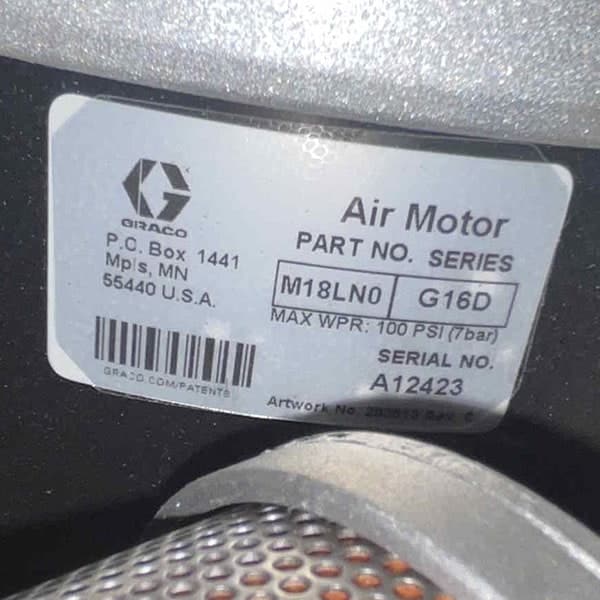 GRACO
P.O. Box 1441
Mpls, MN
55440 U.S.A.
GRACO.COM/PATENTS
Air Motor
PART NO. SERIES
M18LN0 G16D
MAX WPR: 100 PSI (7bar)
SERIAL NO.
A12423
Artwork No. Rev.